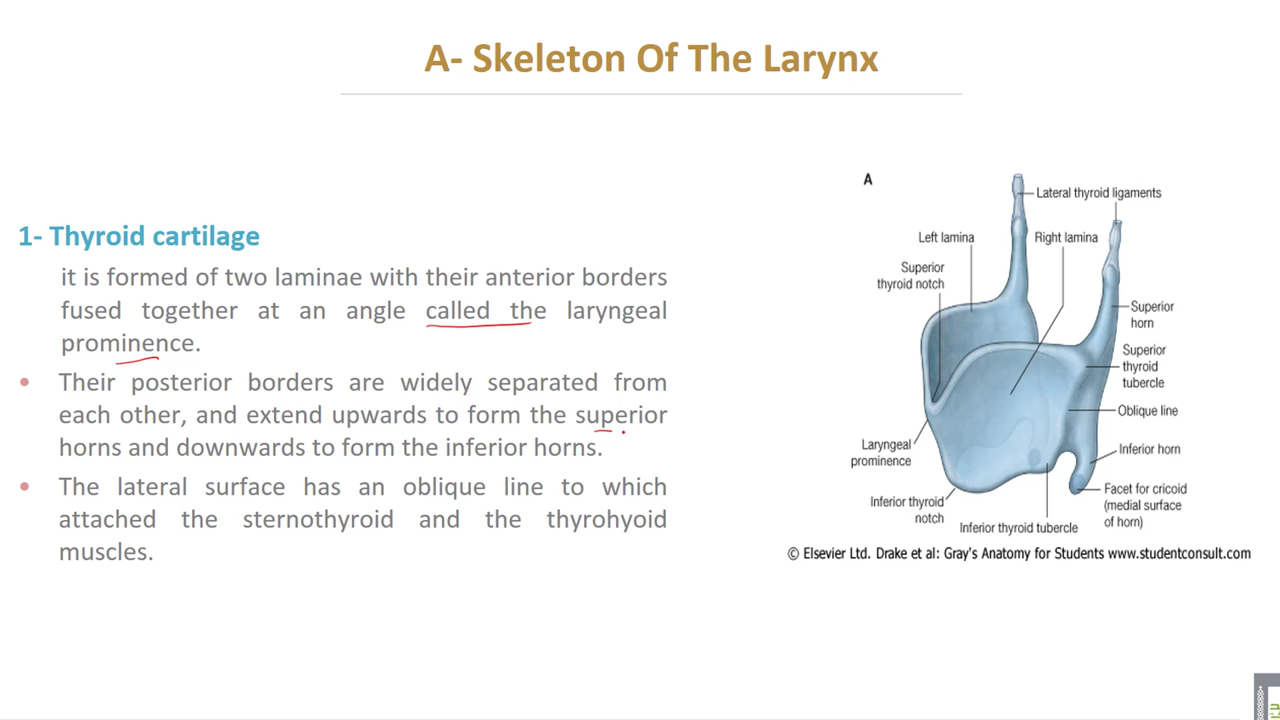 A- Skeleton Of The Larynx
1- Thyroid cartilage
it is formed of two laminae with their anterior borders
fused together at an angle called the laryngeal
prominence.
• Their posterior borders are widely separated from
each other, and extend upwards to form the superior
horns and downwards to form the inferior horns.
• The lateral surface has an oblique line to which
attached the sternothyroid and the thyrohyoid
muscles.
A
Lateral thyroid ligaments
Left lamina
Right lamina
Superior
thyroid notch
Superior
horn
Superior
thyroid
tubercle
Oblique line
Laryngeal
prominence
Inferior horn
Inferior thyroid
notch
Facet for cricoid
(medial surface
of horn)
Inferior thyroid tubercle
© Elsevier Ltd. Drake et al: Gray's Anatomy for Students www.studentconsult.com